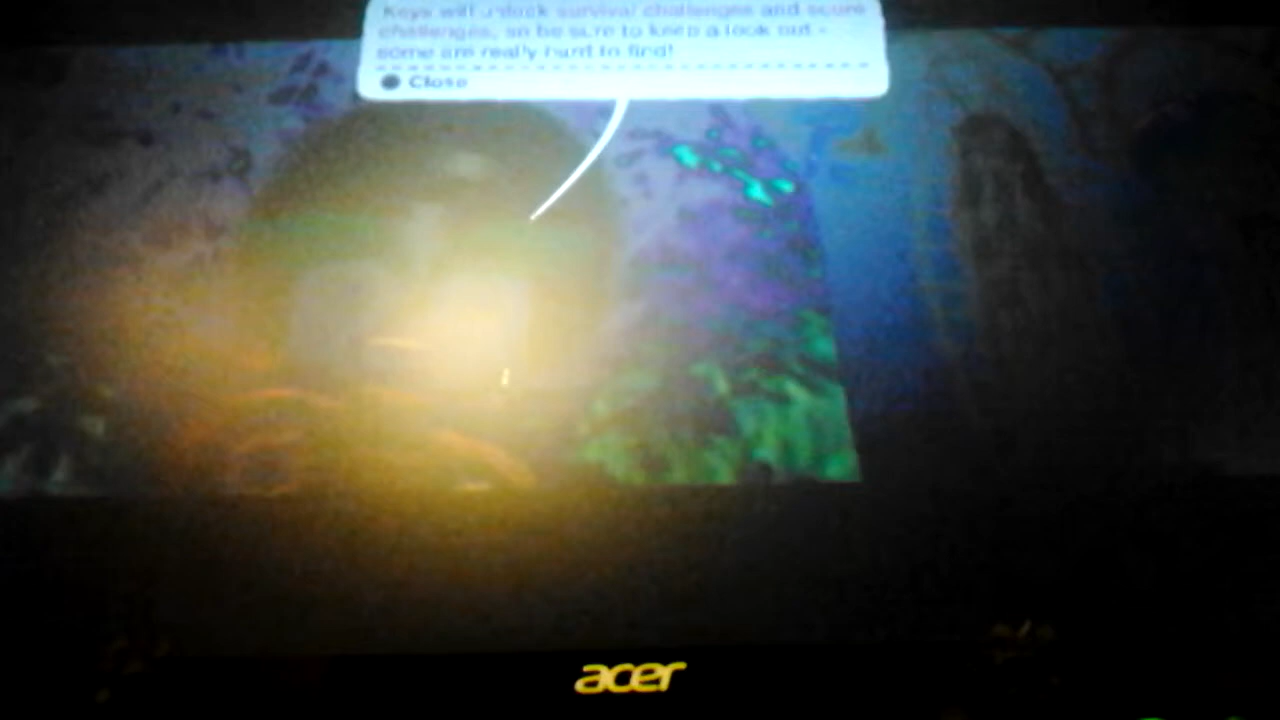 Keys will unlock survival challenges and score
challenges, so be sure to keep a look out -
some are really hard to find!
Close
acer